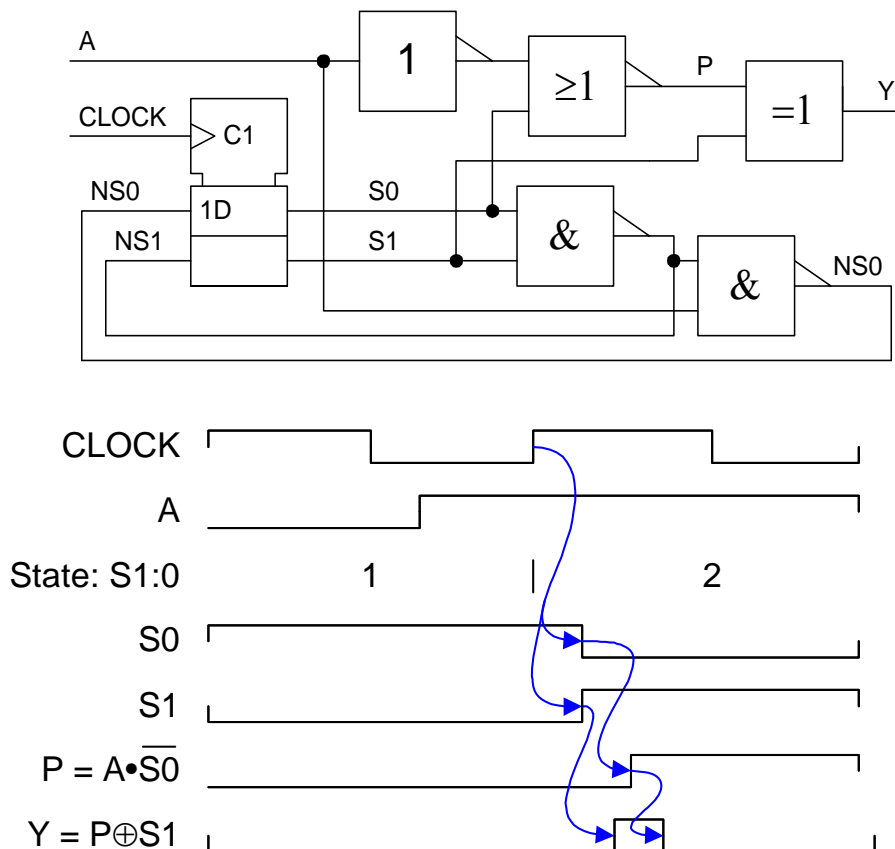 A
1
≥1
P
=1
Y
CLOCK
C1
NS0
1D
S0
NS1
S1
&
&
NS0
CLOCK
A
State: S1:0 1 2
S0
S1
P = A•S̅0̅
Y = P⊕S1